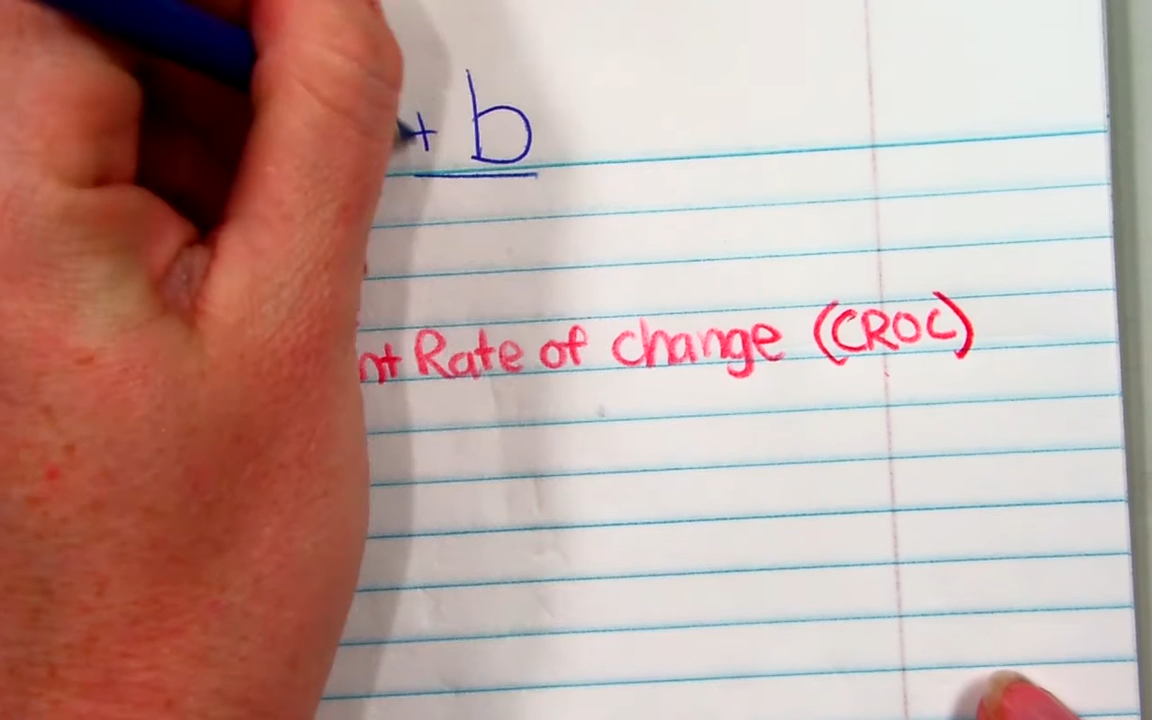 + b
nt Rate of change (CROC)